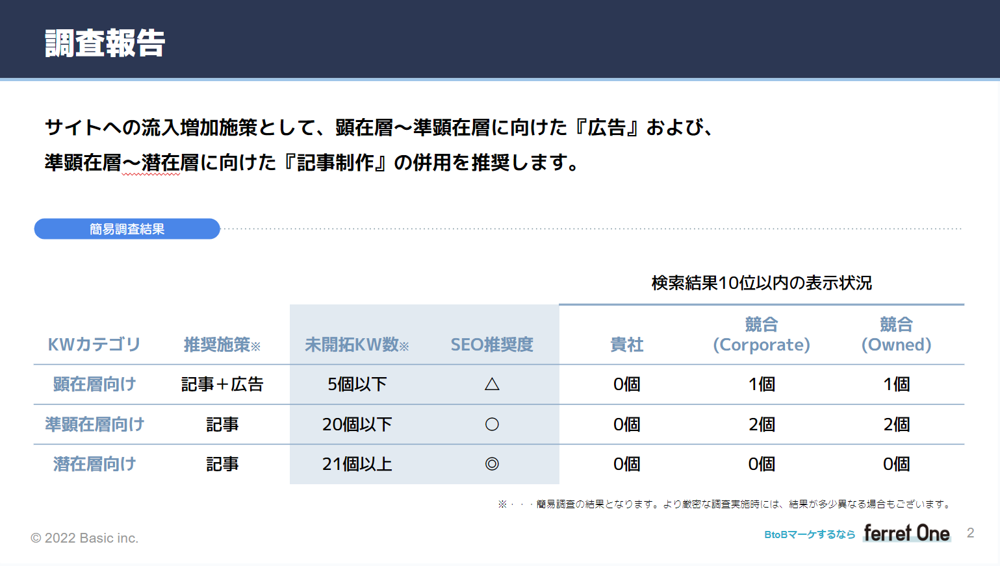 調査報告
サイトへの流入増加施策として、顕在層～準顕在層に向けた『広告』および、
準顕在層～潜在層に向けた『記事制作』の併用を推奨します。
簡易調査結果
検索結果10位以内の表示状況
KWカテゴリ 推奨施策※ 未開拓KW数※ SEO推奨度 貴社 競合(Corporate) 競合(Owned)
顕在層向け 記事＋広告 5個以下 △ 0個 1個 1個
準顕在層向け 記事 20個以下 〇 0個 2個 2個
潜在層向け 記事 21個以上 ◎ 0個 0個 0個
※・・・簡易調査の結果となります。より厳密な調査実施時には、結果が多少異なる場合もございます。
© 2022 Basic inc.
BtoBマーケするなら ferret One 2